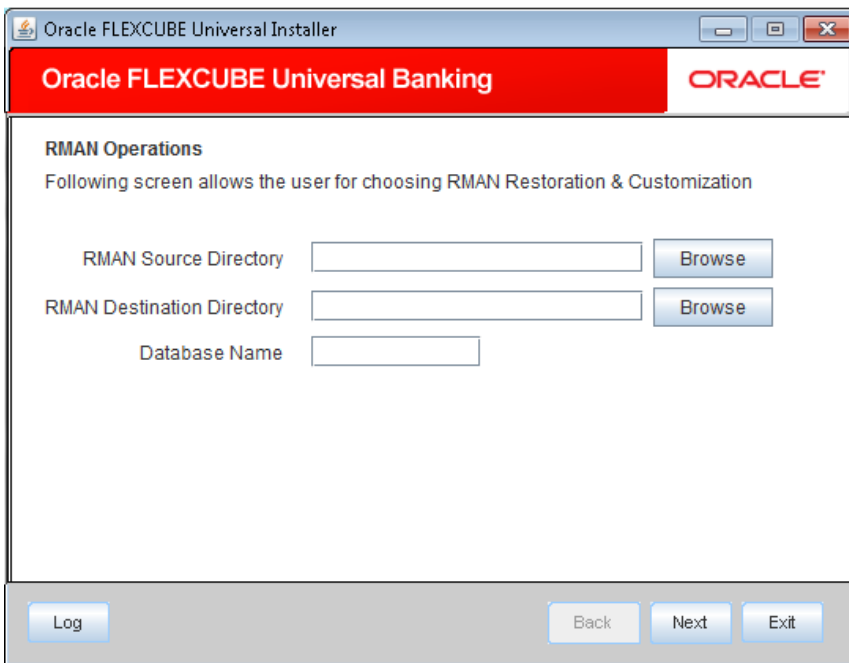 Oracle FLEXCUBE Universal Installer
Oracle FLEXCUBE Universal Banking
ORACLE
RMAN Operations
Following screen allows the user for choosing RMAN Restoration & Customization
RMAN Source Directory Browse
RMAN Destination Directory Browse
Database Name
Log Back Next Exit